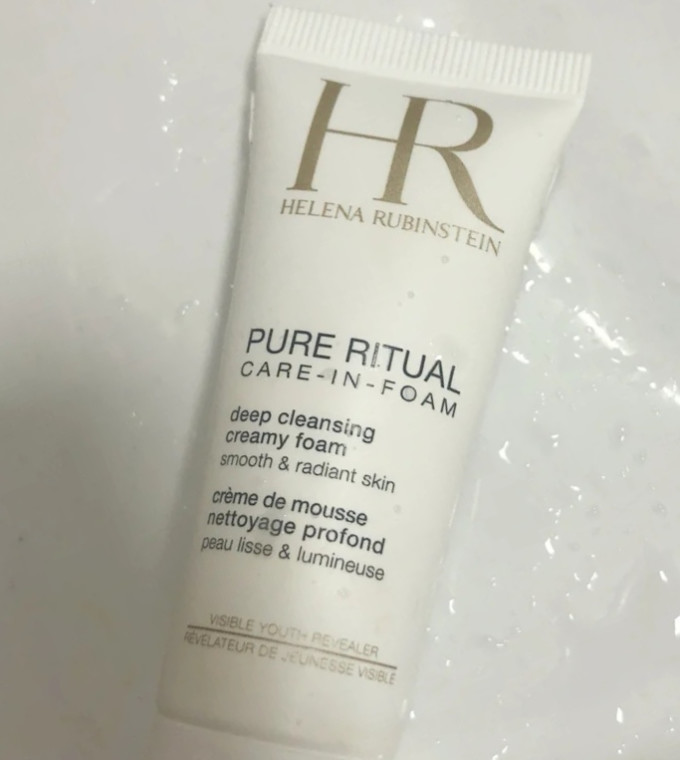 HR
HELENA RUBINSTEIN
PURE RITUAL
CARE-IN-FOAM
deep cleansing
creamy foam
smooth & radiant skin
crème de mousse
nettoyage profond
peau lisse & lumineuse
VISIBLE YOUTH REVEALER
RÉVÉLATEUR DE JEUNESSE VISIBLE